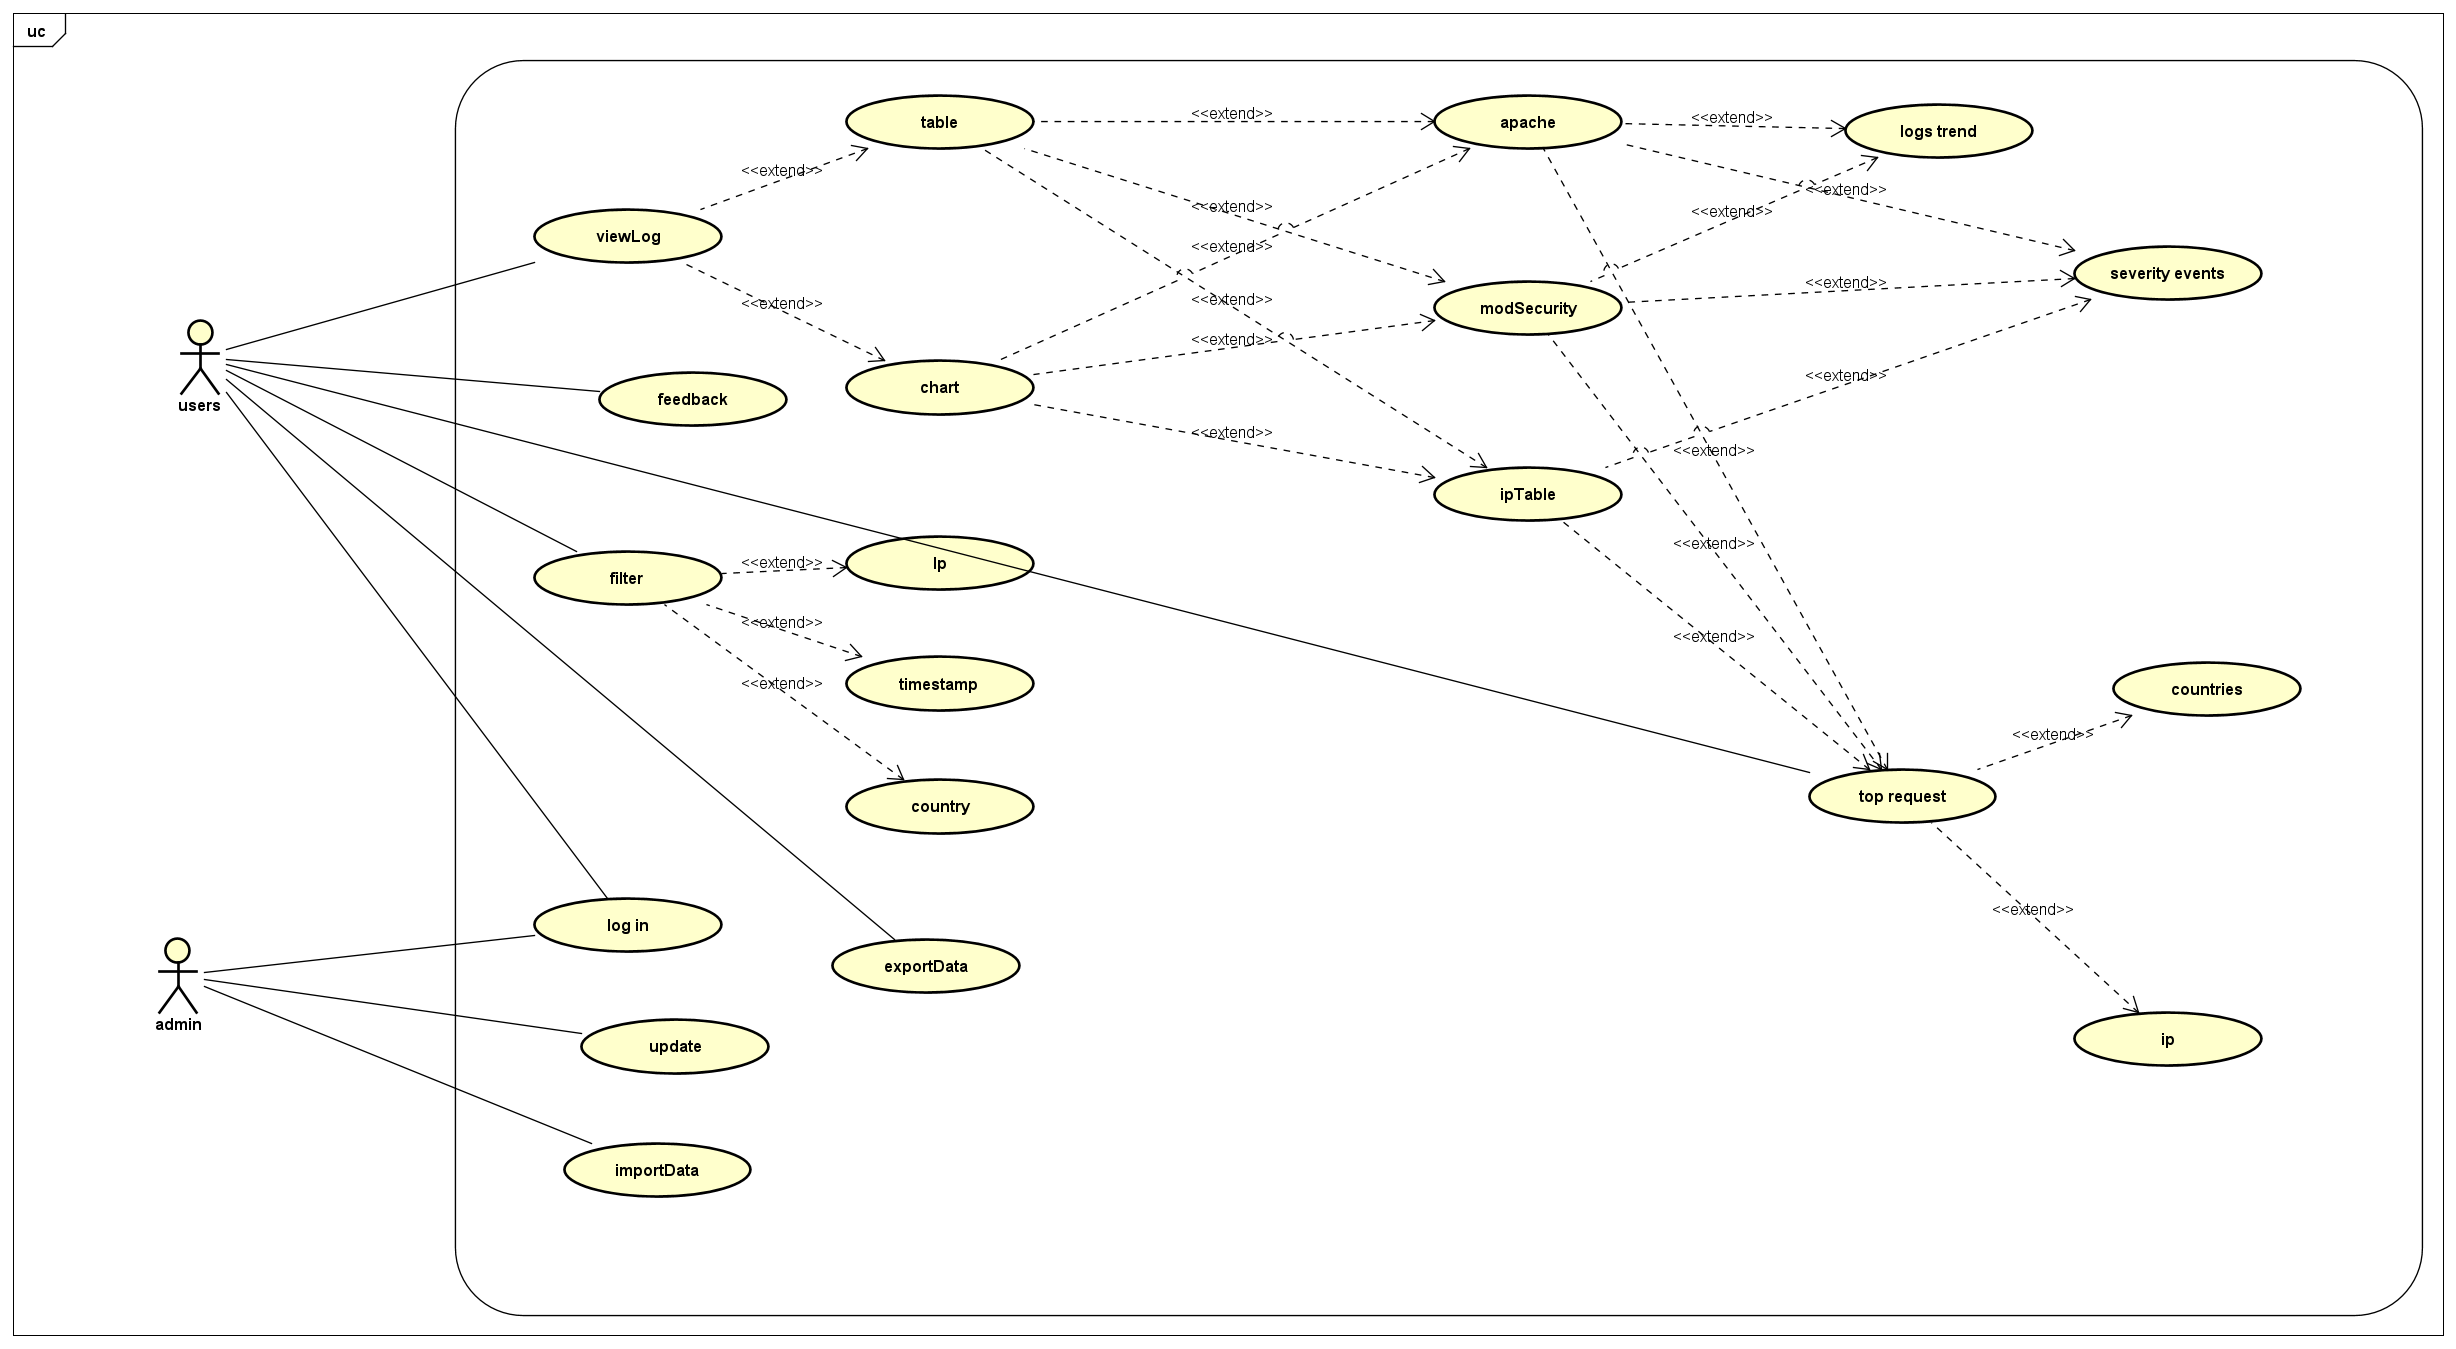 uc
table
<<extend>>
apache
<<extend>>
logs trend
<<extend>>
<<extend>>
<<extend>>
<<extend>>
viewLog
<<extend>>
severity events
<<extend>>
<<extend>>
<<extend>>
modSecurity
<<extend>>
<<extend>>
chart
feedback
users
<<extend>>
<<extend>>
ipTable
<<extend>>
Ip
filter
<<extend>>
<<extend>>
<<extend>>
<<extend>>
timestamp
countries
<<extend>>
<<extend>>
country
top request
log in
<<extend>>
exportData
admin
update
ip
importData